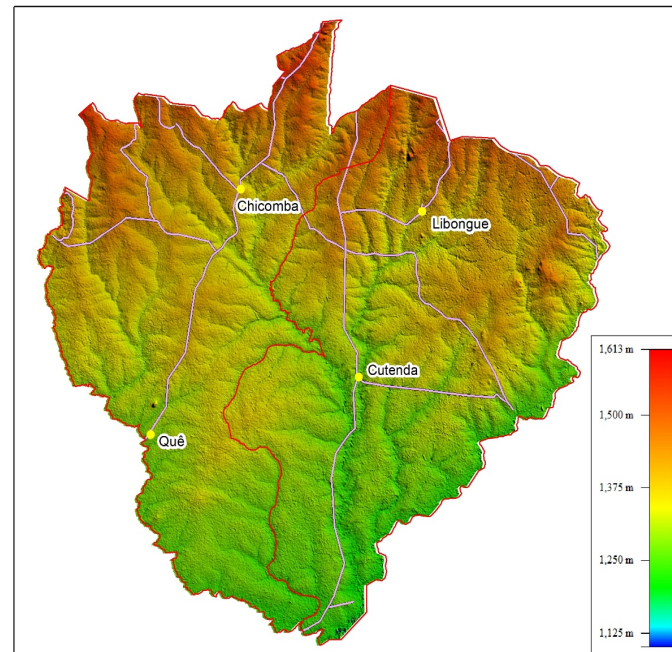 Chicomba
Libongue
1,613 m
Cutenda
1,500 m
Quê
1,375 m
1,250 m
1,125 m